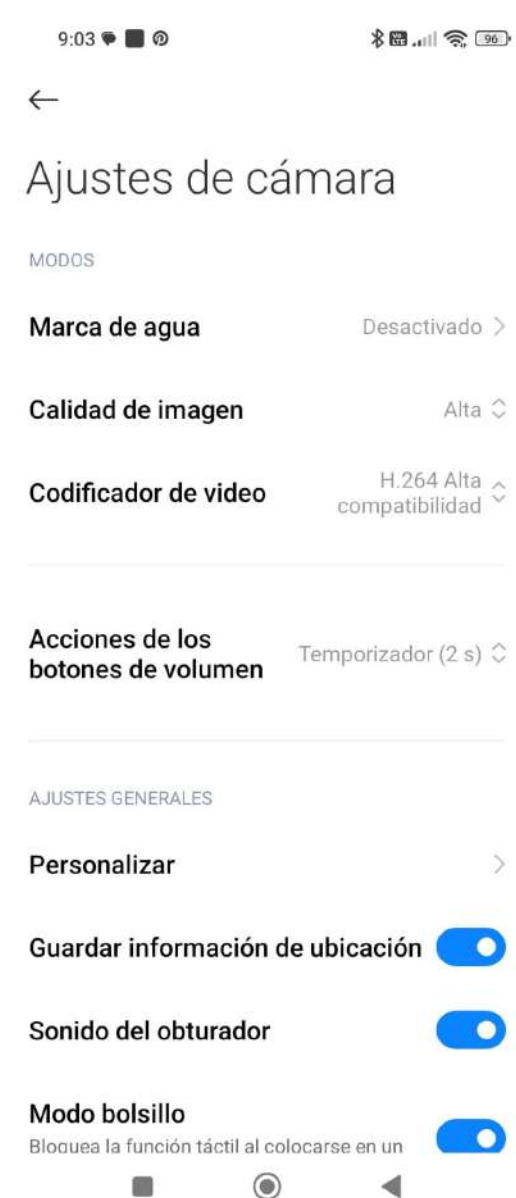 9:03
Vo LTE 96
Ajustes de cámara
MODOS
Marca de agua Desactivado
Calidad de imagen Alta
Codificador de video H.264 Alta compatibilidad
Acciones de los botones de volumen Temporizador (2 s)
AJUSTES GENERALES
Personalizar
Guardar información de ubicación
Sonido del obturador
Modo bolsillo
Bloquea la función táctil al colocarse en un